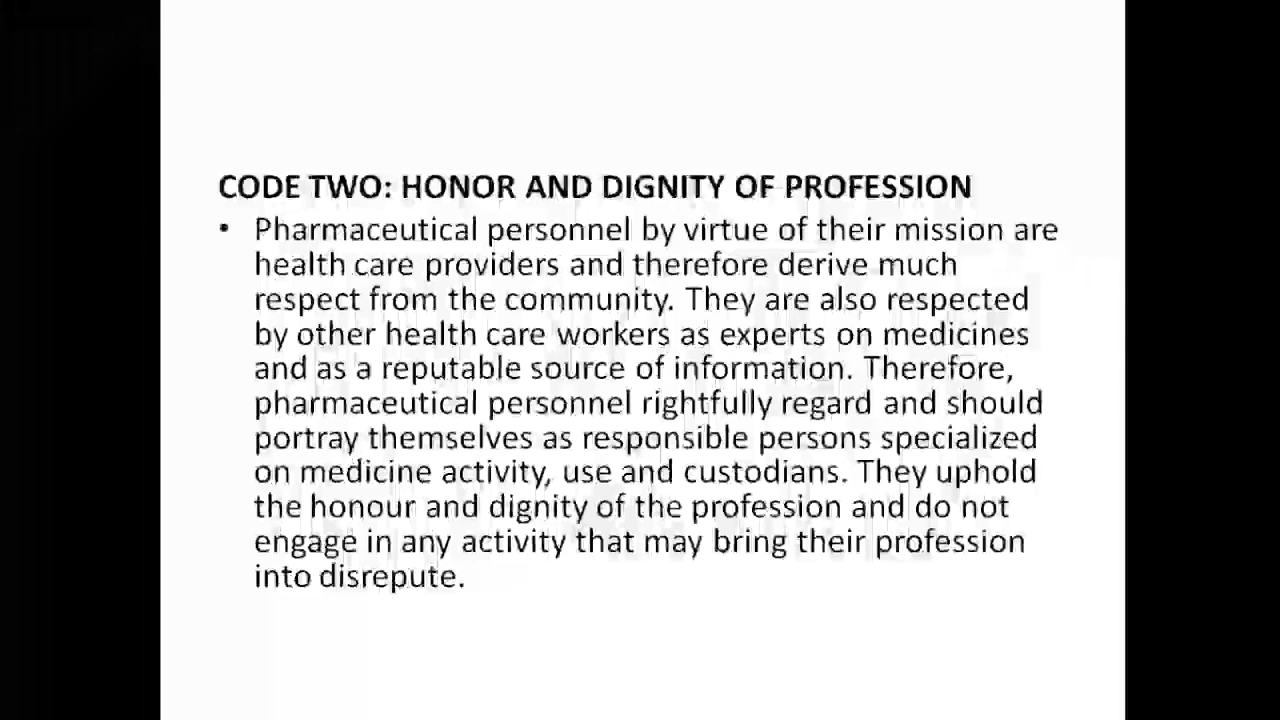 CODE TWO: HONOR AND DIGNITY OF PROFESSION
• Pharmaceutical personnel by virtue of their mission are
health care providers and therefore derive much
respect from the community. They are also respected
by other health care workers as experts on medicines
and as a reputable source of information. Therefore,
pharmaceutical personnel rightfully regard and should
portray themselves as responsible persons specialized
on medicine activity, use and custodians. They uphold
the honour and dignity of the profession and do not
engage in any activity that may bring their profession
into disrepute.